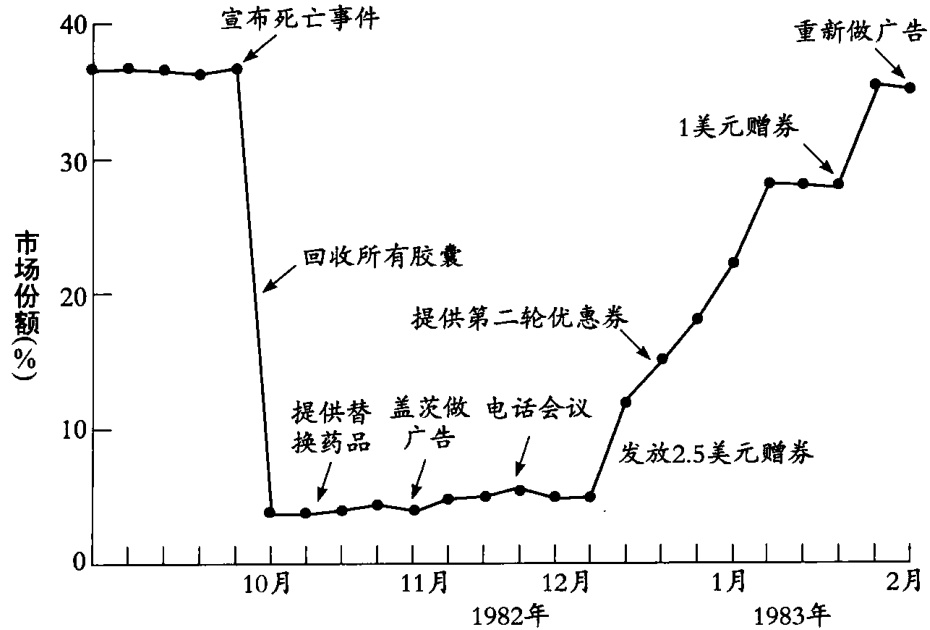 40
宣布死亡事件
重新做广告
1美元赠券
30
回收所有胶囊
市场份额(%)
20
提供第二轮优惠券
提供替
换药品
盖茨做
广告
电话会议
10
发放2.5美元赠券
0
10月
11月
12月
1月
2月
1982年
1983年